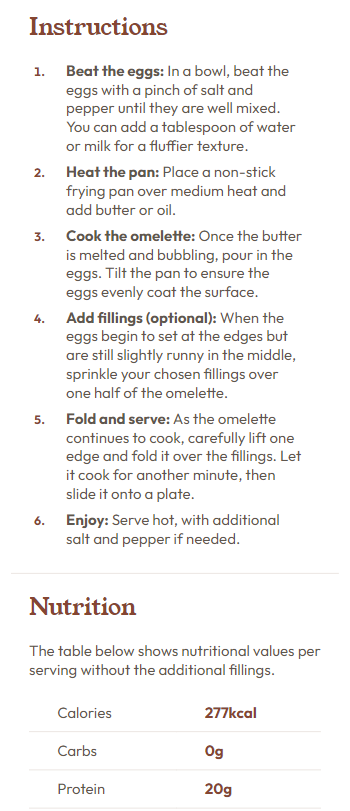 Instructions
1. Beat the eggs: In a bowl, beat the
eggs with a pinch of salt and
pepper until they are well mixed.
You can add a tablespoon of water
or milk for a fluffier texture.
2. Heat the pan: Place a non-stick
frying pan over medium heat and
add butter or oil.
3. Cook the omelette: Once the butter
is melted and bubbling, pour in the
eggs. Tilt the pan to ensure the
eggs evenly coat the surface.
4. Add fillings (optional): When the
eggs begin to set at the edges but
are still slightly runny in the middle,
sprinkle your chosen fillings over
one half of the omelette.
5. Fold and serve: As the omelette
continues to cook, carefully lift one
edge and fold it over the fillings. Let
it cook for another minute, then
slide it onto a plate.
6. Enjoy: Serve hot, with additional
salt and pepper if needed.
Nutrition
The table below shows nutritional values per
serving without the additional fillings.
Calories 277kcal
Carbs 0g
Protein 20g